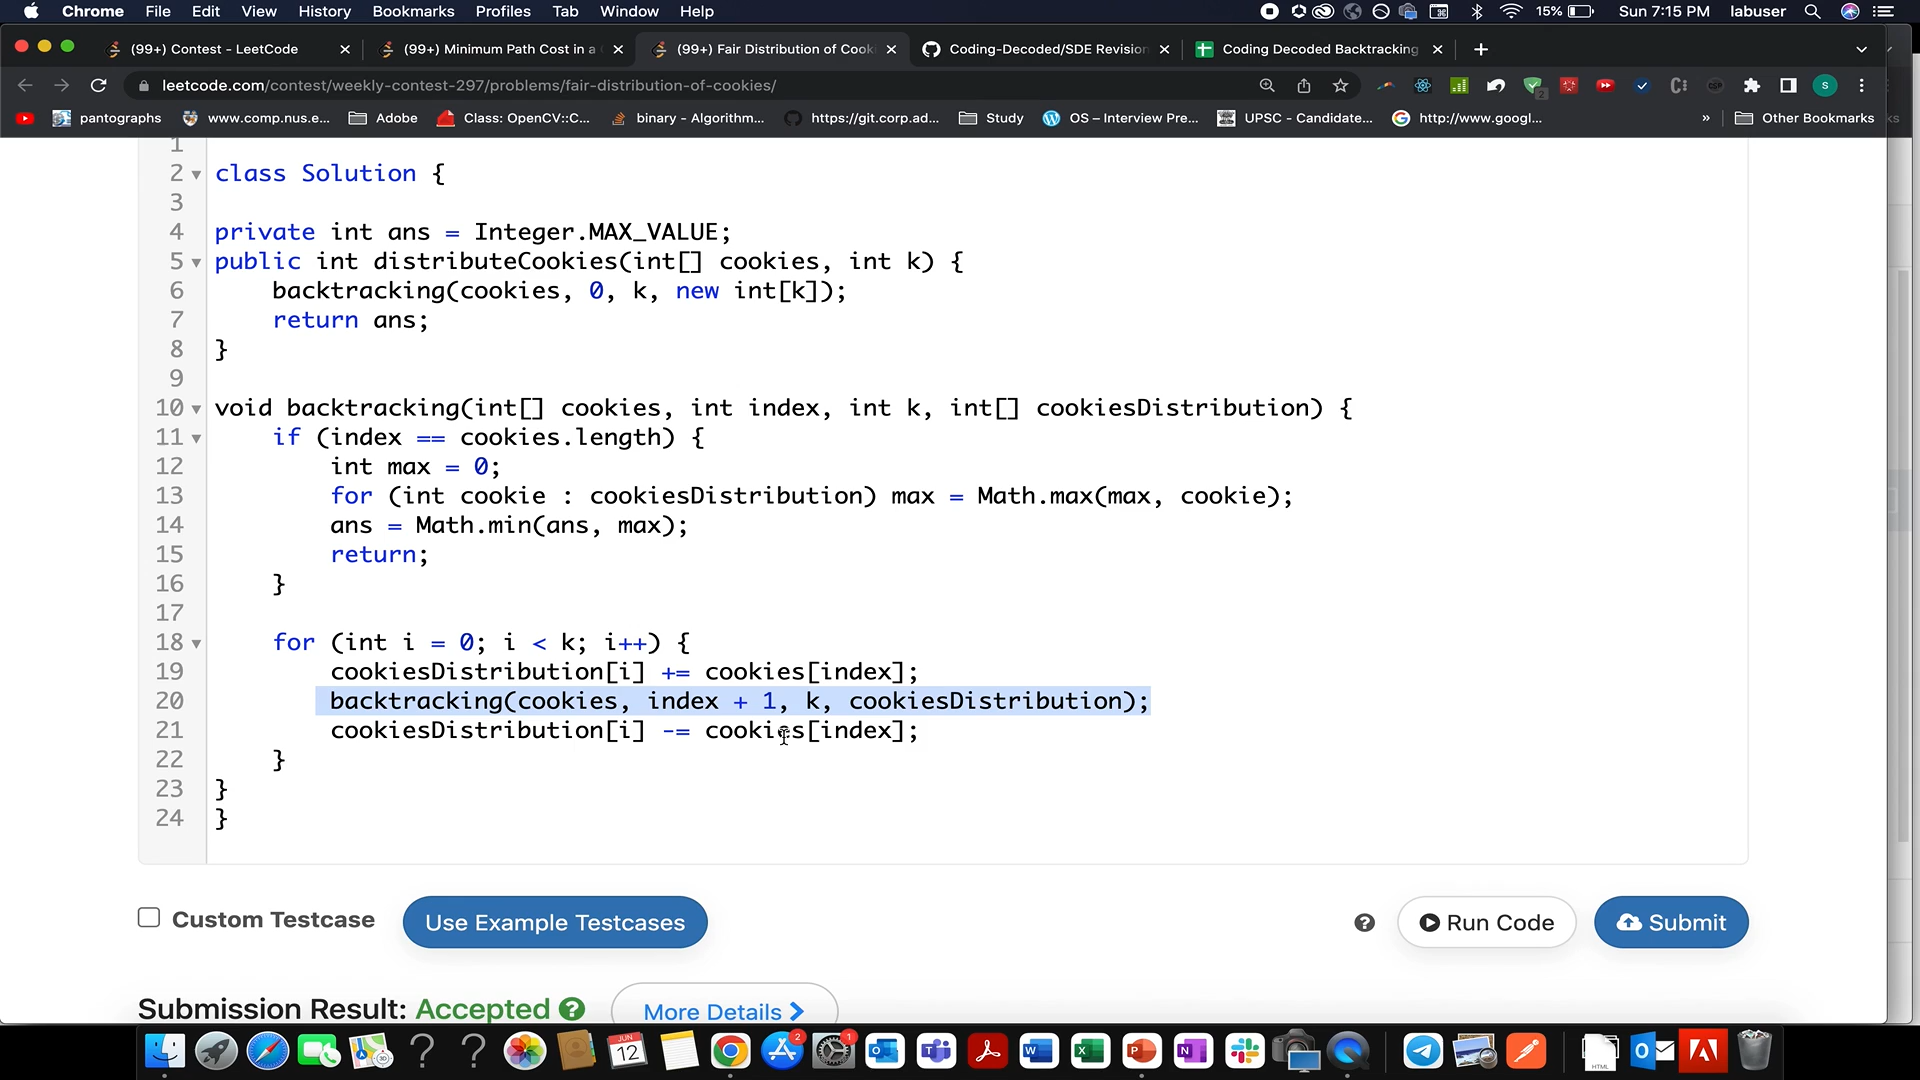 Chrome File Edit View History Bookmarks Profiles Tab Window Help 15% Sun 7:15 PM labuser
(99+) Contest - LeetCode (99+) Minimum Path Cost in a (99+) Fair Distribution of Cook Coding-Decoded/SDE Revision Coding Decoded Backtracking
leetcode.com/contest/weekly-contest-297/problems/fair-distribution-of-cookies/
pantographs www.comp.nus.e... Adobe Class: OpenCV::C... binary - Algorithm... https://git.corp.ad... Study OS – Interview Pre... UPSC - Candidate... http://www.googl... » Other Bookmarks
1
2 class Solution {
3
4 private int ans = Integer.MAX_VALUE;
5 public int distributeCookies(int[] cookies, int k) {
6 backtracking(cookies, 0, k, new int[k]);
7 return ans;
8 }
9
10 void backtracking(int[] cookies, int index, int k, int[] cookiesDistribution) {
11 if (index == cookies.length) {
12 int max = 0;
13 for (int cookie : cookiesDistribution) max = Math.max(max, cookie);
14 ans = Math.min(ans, max);
15 return;
16 }
17
18 for (int i = 0; i < k; i++) {
19 cookiesDistribution[i] += cookies[index];
20 backtracking(cookies, index + 1, k, cookiesDistribution);
21 cookiesDistribution[i] -= cookies[index];
22 }
23 }
24 }
Custom Testcase Use Example Testcases ? Run Code Submit
Submission Result: Accepted ? More Details
JUN
12
2
1